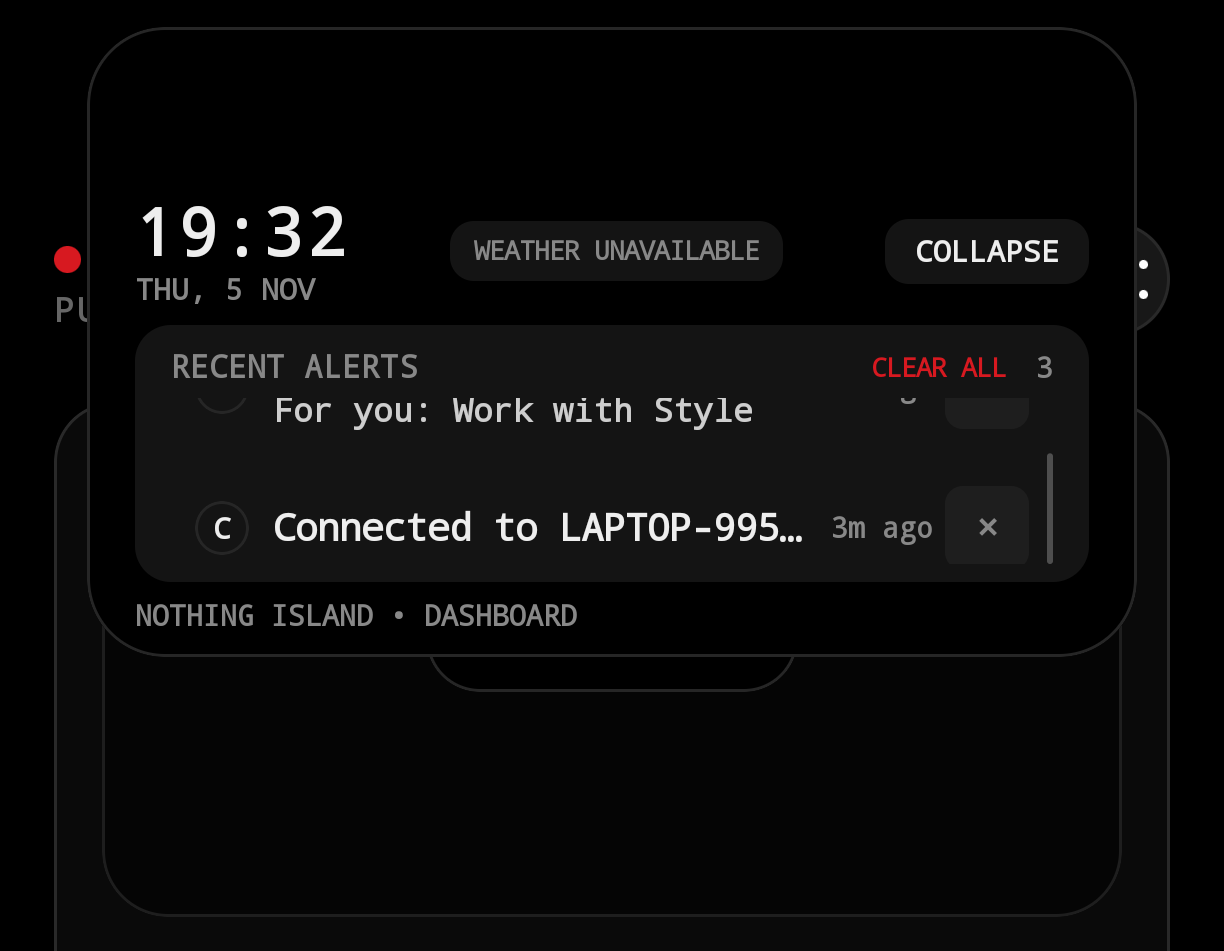 19:32
THU, 5 NOV
WEATHER UNAVAILABLE
COLLAPSE
RECENT ALERTS
CLEAR ALL 3
For you: Work with Style
C Connected to LAPTOP-995… 3m ago ×
NOTHING ISLAND • DASHBOARD